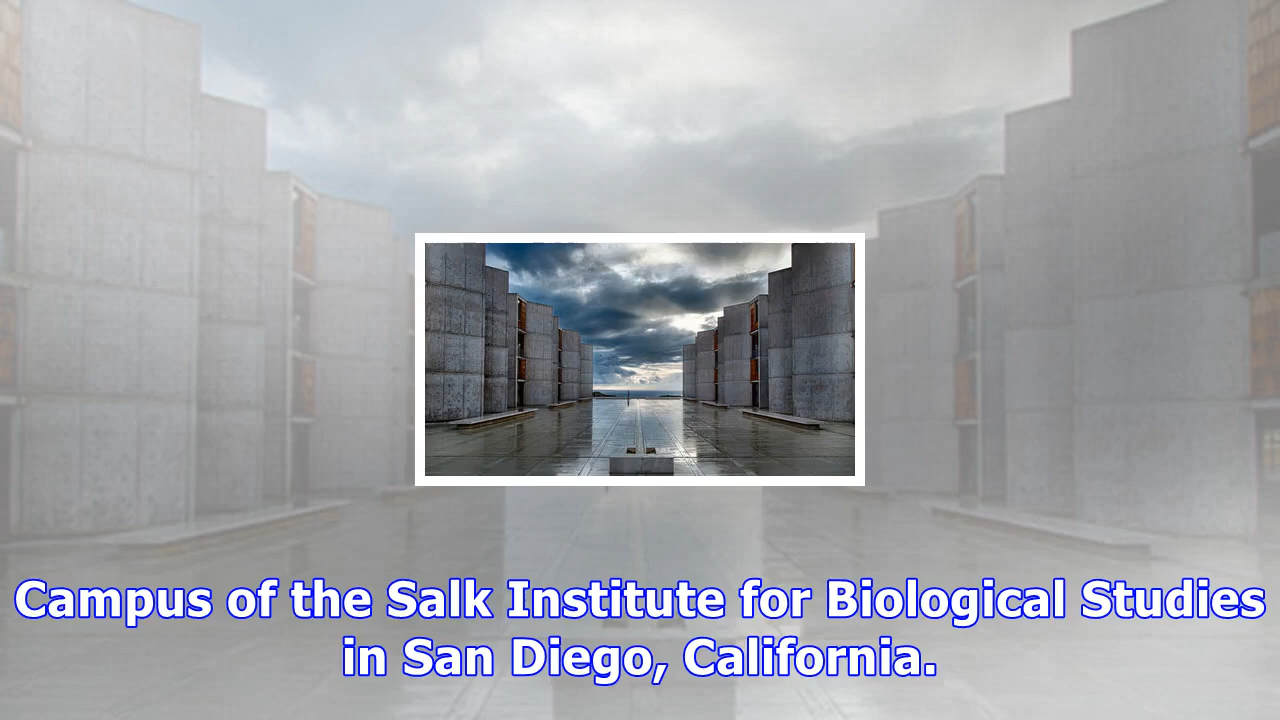 Campus of the Salk Institute for Biological Studies
in San Diego, California.